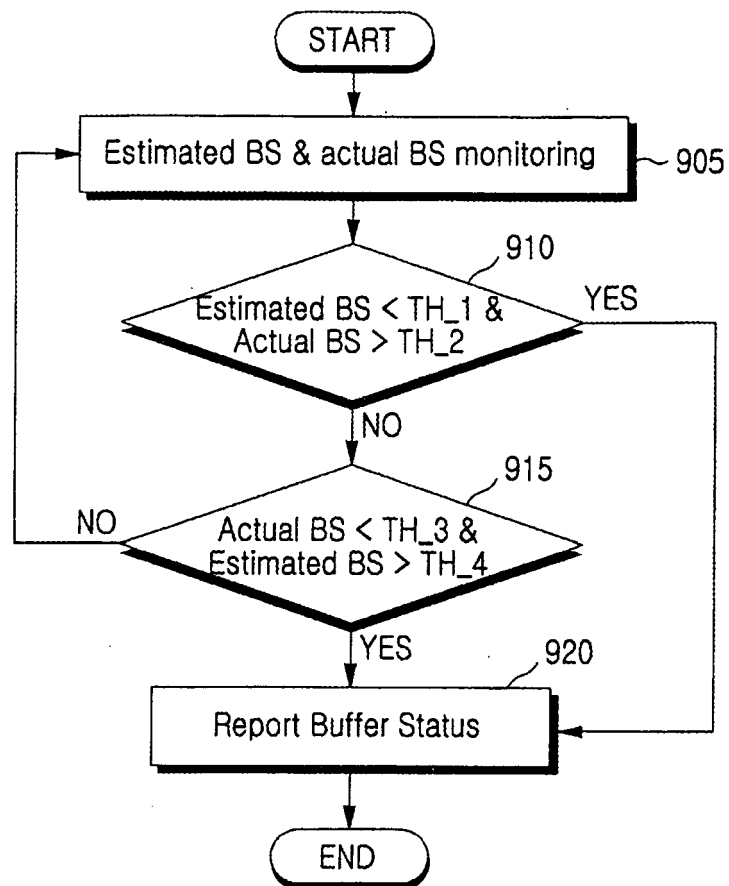 START
Estimated BS & actual BS monitoring
905
910
Estimated BS < TH_1 &
Actual BS > TH_2
YES
NO
915
Actual BS < TH_3 &
Estimated BS > TH_4
NO
YES
920
Report Buffer Status
END